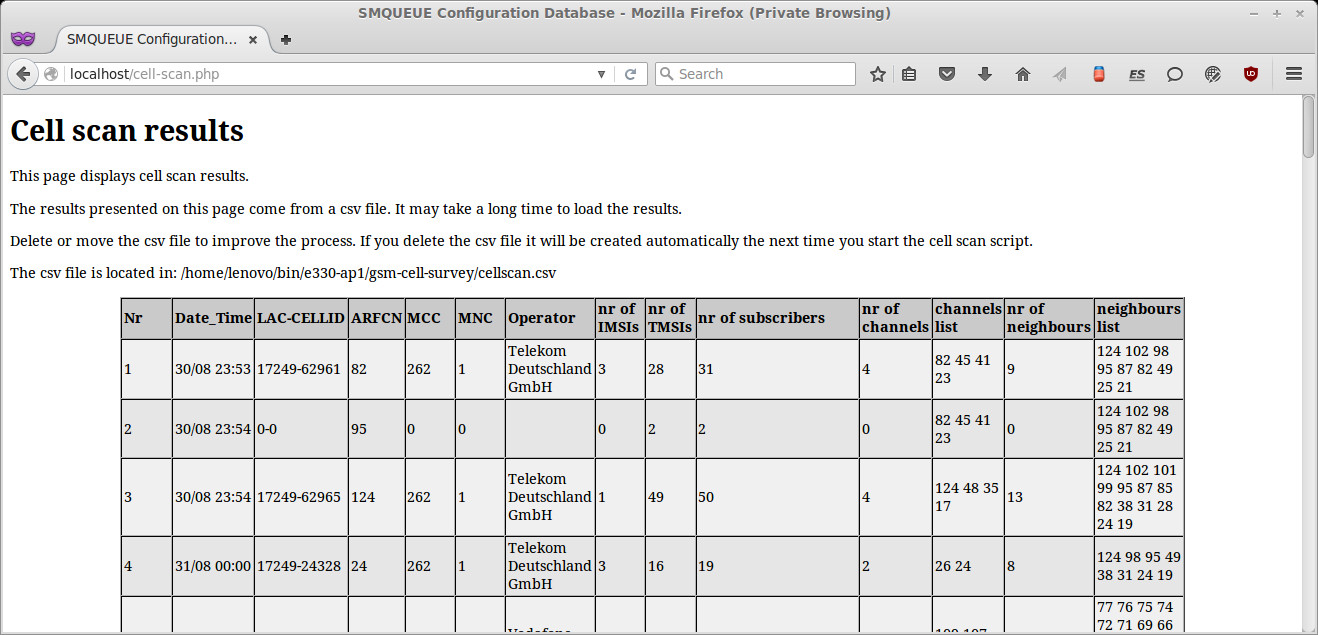 SMQUEUE Configuration Database - Mozilla Firefox (Private Browsing)
SMQUEUE Configuration...
localhost/cell-scan.php
Search
ES
Cell scan results
This page displays cell scan results.
The results presented on this page come from a csv file. It may take a long time to load the results.
Delete or move the csv file to improve the process. If you delete the csv file it will be created automatically the next time you start the cell scan script.
The csv file is located in: /home/lenovo/bin/e330-ap1/gsm-cell-survey/cellscan.csv
Nr Date_Time LAC-CELLID ARFCN MCC MNC Operator nr of IMSIs nr of TMSIs nr of subscribers nr of channels channels list nr of neighbours neighbours list
1 30/08 23:53 17249-62961 82 262 1 Telekom Deutschland GmbH 3 28 31 4 82 45 41 23 9 124 102 98 95 87 82 49 25 21
2 30/08 23:54 0-0 95 0 0 0 2 2 0 82 45 41 23 0 124 102 98 95 87 82 49 25 21
3 30/08 23:54 17249-62965 124 262 1 Telekom Deutschland GmbH 1 49 50 4 124 48 35 17 13 124 102 101 99 95 87 85 82 38 31 28 24 19
4 31/08 00:00 17249-24328 24 262 1 Telekom Deutschland GmbH 3 16 19 2 26 24 8 124 98 95 49 38 31 24 19
77 76 75 74
72 71 69 66